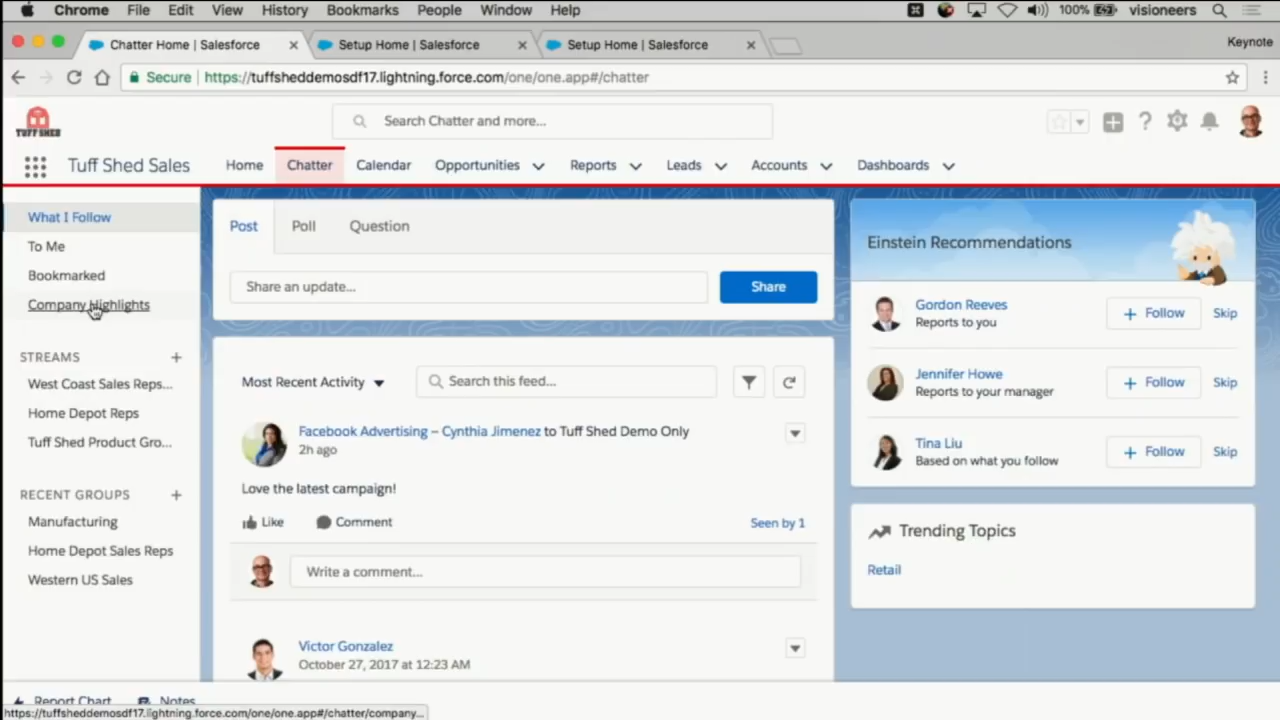 Chrome File Edit View History Bookmarks People Window Help 100% visioneers
Chatter Home | Salesforce Setup Home | Salesforce Setup Home | Salesforce Keynote
Secure https://tuffsheddemosdf17.lightning.force.com/one/one.app#/chatter
TUFF SHED
Search Chatter and more...
Tuff Shed Sales Home Chatter Calendar Opportunities Reports Leads Accounts Dashboards
What I Follow
To Me
Bookmarked
Company Highlights
STREAMS
West Coast Sales Reps...
Home Depot Reps
Tuff Shed Product Gro...
RECENT GROUPS
Manufacturing
Home Depot Sales Reps
Western US Sales
Post Poll Question
Share an update... Share
Most Recent Activity Search this feed...
Facebook Advertising – Cynthia Jimenez to Tuff Shed Demo Only
2h ago
Love the latest campaign!
Like Comment Seen by 1
Write a comment...
Victor Gonzalez
October 27, 2017 at 12:23 AM
Einstein Recommendations
Gordon Reeves
Reports to you
+ Follow Skip
Jennifer Howe
Reports to your manager
+ Follow Skip
Tina Liu
Based on what you follow
+ Follow Skip
Trending Topics
Retail
Report Chart Notes
https://tuffsheddemosdf17.lightning.force.com/one/one.app#/chatter/company...